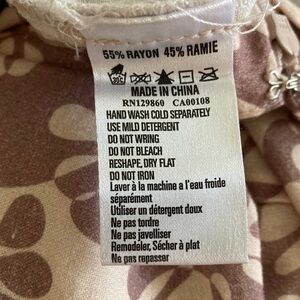 55% RAYON 45% RAMIE
MADE IN CHINA
RN129860 CA00108
HAND WASH COLD SEPARATELY
USE MILD DETERGENT
DO NOT WRING
DO NOT BLEACH
RESHAPE, DRY FLAT
DO NOT IRON
Laver à la machine a l'eau froide
séparément
Utiliser un détergent doux
Ne pas tordre
Ne pas javelliser
Remodeler, Sécher à plat
Ne pas repasser